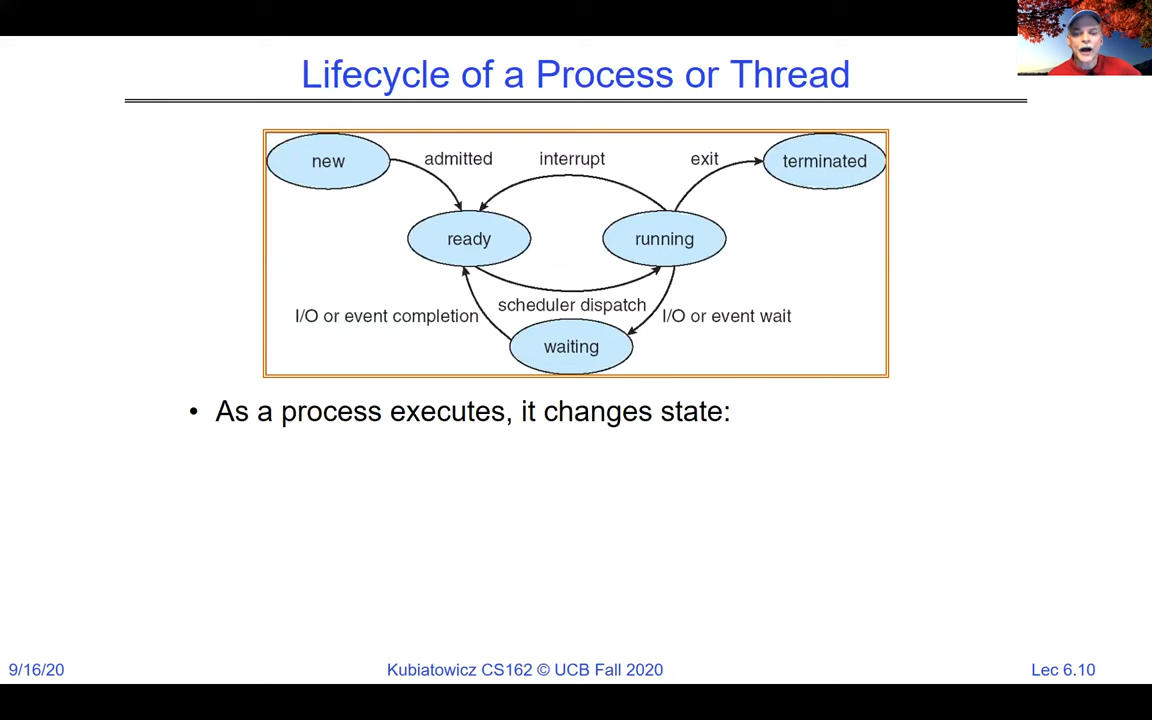 Lifecycle of a Process or Thread
new
admitted
interrupt
exit
terminated
ready
running
I/O or event completion
scheduler dispatch
I/O or event wait
waiting
• As a process executes, it changes state:
9/16/20
Kubiatowicz CS162 © UCB Fall 2020
Lec 6.10